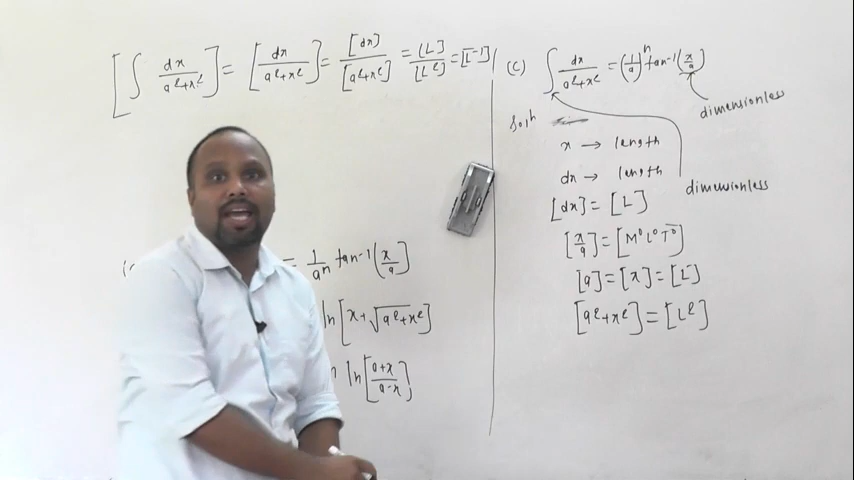 [∫ dx/(a²+x²)] = [dx/(a²+x²)] = [dx]/[a²+x²] = [L]/[L²] = [L⁻¹]
= 1/aⁿ tan⁻¹(x/a)
ln[x+√(a²+x²)]
ln[(a+x)/(a-x)]
(c) ∫ dx/(a²+x²) = (1/a)ⁿ tan⁻¹(x/a)
dimensionless
Solⁿ
x → length
dx → length
dimensionless
[dx] = [L]
[x/a] = [M⁰L⁰T⁰]
[a] = [x] = [L]
[a²+x²] = [L²]